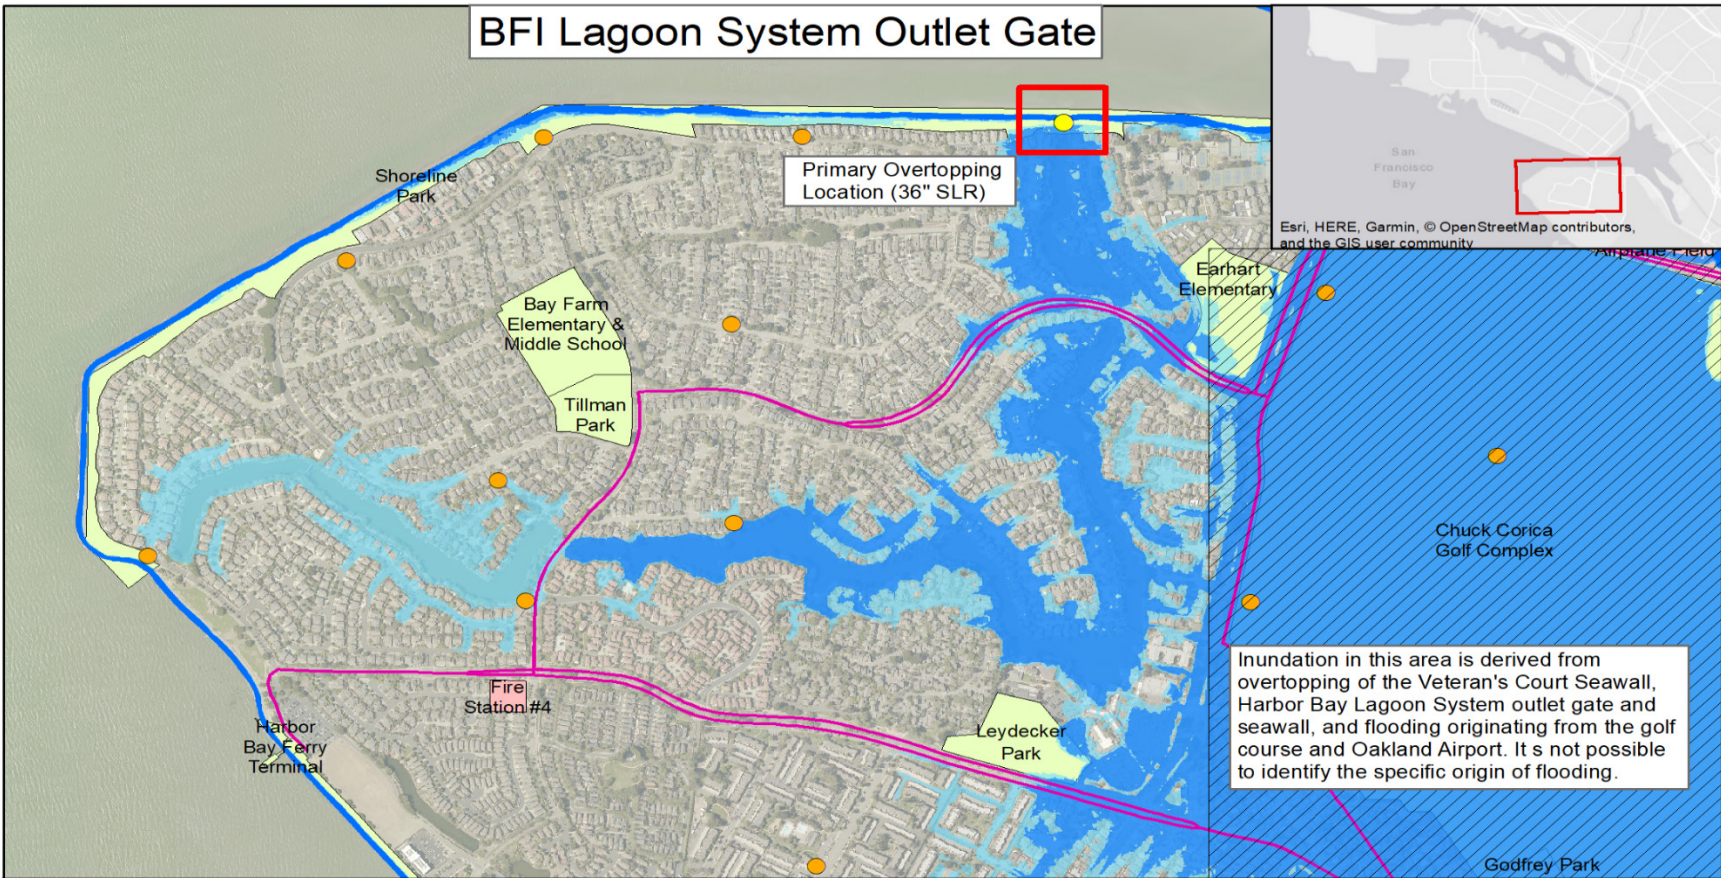 BFI Lagoon System Outlet Gate
San
Francisco
Bay
Esri, HERE, Garmin, © OpenStreetMap contributors,
and the GIS user community
Airplane Field
Primary Overtopping
Location (36" SLR)
Shoreline
Park
Earhart
Elementary
Bay Farm
Elementary &
Middle School
Tillman
Park
Chuck Corica
Golf Complex
Inundation in this area is derived from
overtopping of the Veteran's Court Seawall,
Harbor Bay Lagoon System outlet gate and
seawall, and flooding originating from the golf
course and Oakland Airport. It s not possible
to identify the specific origin of flooding.
Fire
Station #4
Harbor
Bay Ferry
Terminal
Leydecker
Park
Godfrey Park